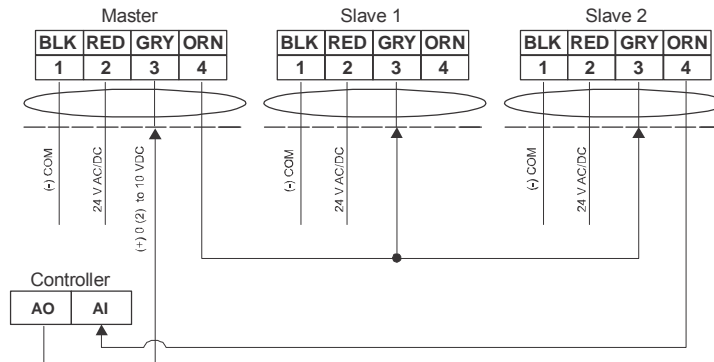 Master
BLK RED GRY ORN
1 2 3 4
(-) COM
24 V AC/DC
(+) 0 (2) to 10 VDC
Slave 1
BLK RED GRY ORN
1 2 3 4
(-) COM
24 V AC/DC
Slave 2
BLK RED GRY ORN
1 2 3 4
(-) COM
24 V AC/DC
Controller
AO AI